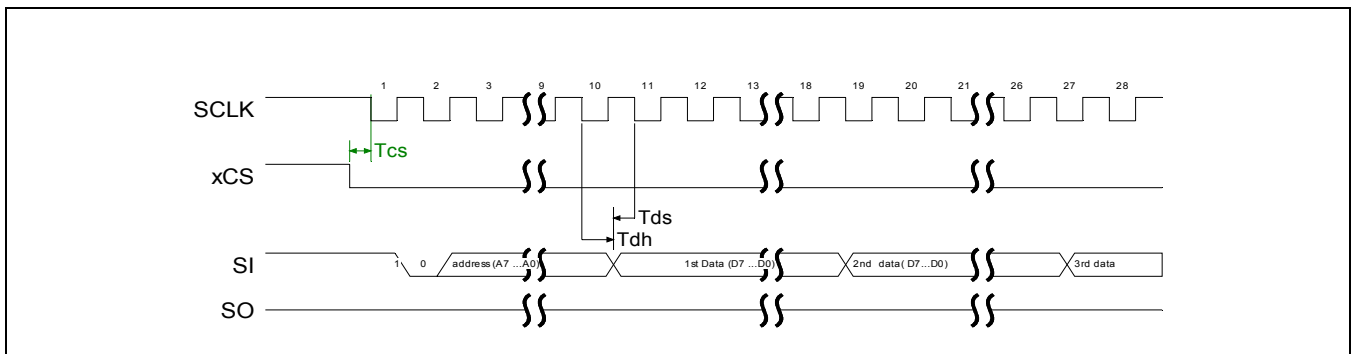 1 2 3 9 10 11 12 13 18 19 20 21 26 27 28
SCLK
Tcs
xCS
Tds
Tdh
SI 1 0 address (A7 ...A0) 1st Data (D7 ...D0) 2nd data( D7...D0) 3rd data
SO